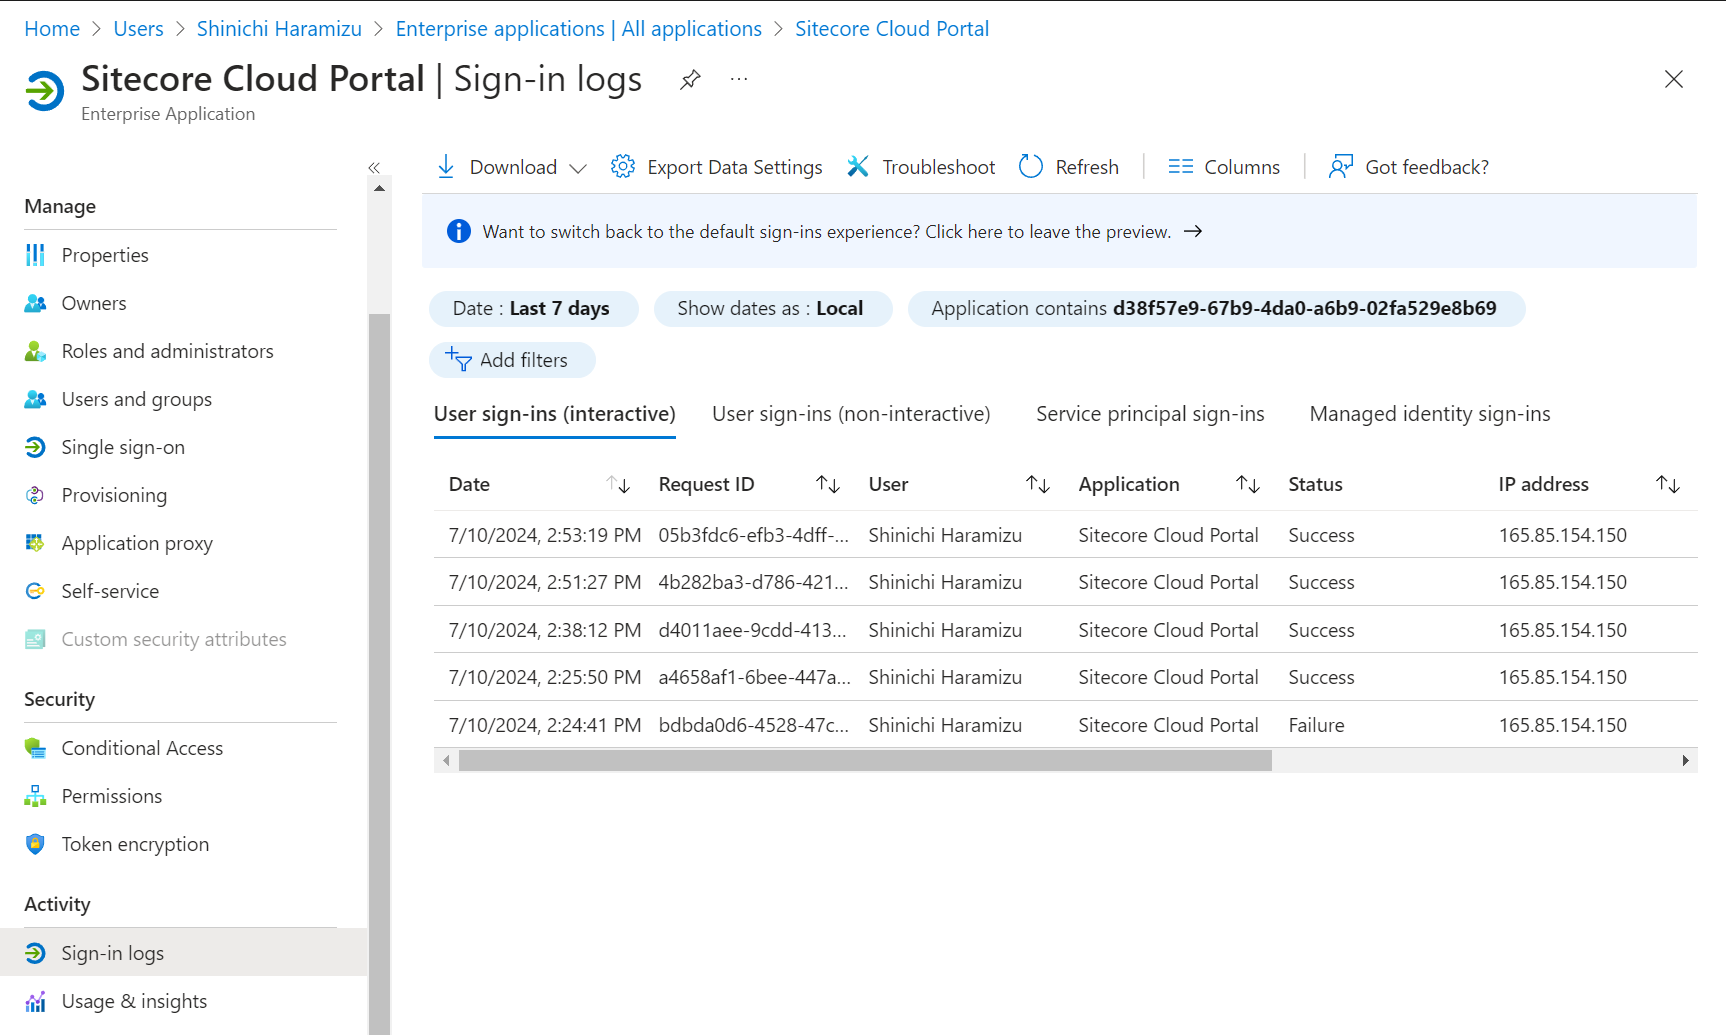 Home > Users > Shinichi Haramizu > Enterprise applications | All applications > Sitecore Cloud Portal
Sitecore Cloud Portal | Sign-in logs
Enterprise Application
Manage
Properties
Owners
Roles and administrators
Users and groups
Single sign-on
Provisioning
Application proxy
Self-service
Custom security attributes
Security
Conditional Access
Permissions
Token encryption
Activity
Sign-in logs
Usage & insights
Download Export Data Settings Troubleshoot Refresh Columns Got feedback?
Want to switch back to the default sign-ins experience? Click here to leave the preview. →
Date : Last 7 days Show dates as : Local Application contains d38f57e9-67b9-4da0-a6b9-02fa529e8b69
Add filters
User sign-ins (interactive) User sign-ins (non-interactive) Service principal sign-ins Managed identity sign-ins
Date Request ID User Application Status IP address
7/10/2024, 2:53:19 PM 05b3fdc6-efb3-4dff-... Shinichi Haramizu Sitecore Cloud Portal Success 165.85.154.150
7/10/2024, 2:51:27 PM 4b282ba3-d786-421... Shinichi Haramizu Sitecore Cloud Portal Success 165.85.154.150
7/10/2024, 2:38:12 PM d4011aee-9cdd-413... Shinichi Haramizu Sitecore Cloud Portal Success 165.85.154.150
7/10/2024, 2:25:50 PM a4658af1-6bee-447a... Shinichi Haramizu Sitecore Cloud Portal Success 165.85.154.150
7/10/2024, 2:24:41 PM bdbda0d6-4528-47c... Shinichi Haramizu Sitecore Cloud Portal Failure 165.85.154.150